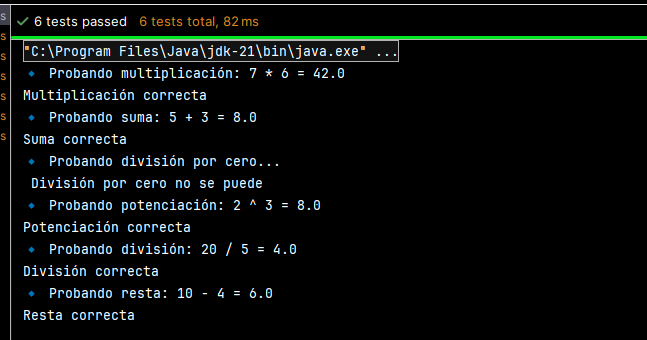 ✓ 6 tests passed 6 tests total, 82 ms
"C:\Program Files\Java\jdk-21\bin\java.exe" ...
🔹 Probando multiplicación: 7 * 6 = 42.0
Multiplicación correcta
🔹 Probando suma: 5 + 3 = 8.0
Suma correcta
🔹 Probando división por cero...
División por cero no se puede
🔹 Probando potenciación: 2 ^ 3 = 8.0
Potenciación correcta
🔹 Probando división: 20 / 5 = 4.0
División correcta
🔹 Probando resta: 10 - 4 = 6.0
Resta correcta